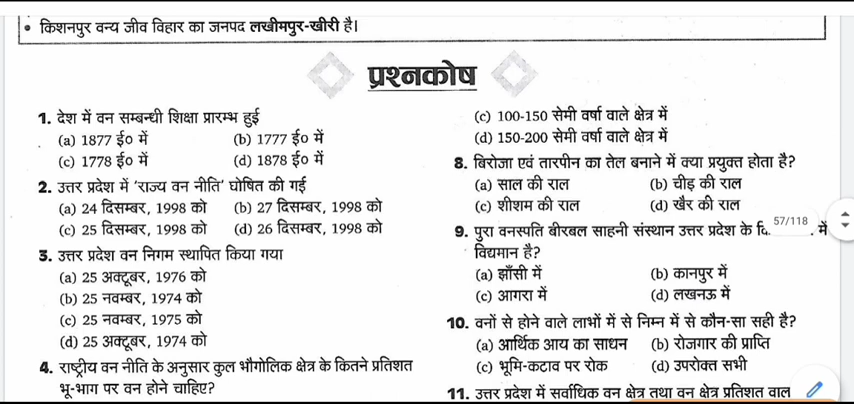 • किशनपुर वन्य जीव विहार का जनपद लखीमपुर-खीरी है।
प्रश्नकोष
1. देश में वन सम्बन्धी शिक्षा प्रारम्भ हुई
(a) 1877 ई० में (b) 1777 ई० में
(c) 1778 ई० में (d) 1878 ई० में
2. उत्तर प्रदेश में 'राज्य वन नीति' घोषित की गई
(a) 24 दिसम्बर, 1998 को (b) 27 दिसम्बर, 1998 को
(c) 25 दिसम्बर, 1998 को (d) 26 दिसम्बर, 1998 को
3. उत्तर प्रदेश वन निगम स्थापित किया गया
(a) 25 अक्टूबर, 1976 को
(b) 25 नवम्बर, 1974 को
(c) 25 नवम्बर, 1975 को
(d) 25 अक्टूबर, 1974 को
4. राष्ट्रीय वन नीति के अनुसार कुल भौगोलिक क्षेत्र के कितने प्रतिशत
भू-भाग पर वन होने चाहिए?
(c) 100-150 सेमी वर्षा वाले क्षेत्र में
(d) 150-200 सेमी वर्षा वाले क्षेत्र में
8. बिरोजा एवं तारपीन का तेल बनाने में क्या प्रयुक्त होता है?
(a) साल की राल (b) चीड़ की राल
(c) शीशम की राल (d) खैर की राल
9. पुरा वनस्पति बीरबल साहनी संस्थान उत्तर प्रदेश के में
57/118
विद्यमान है?
(a) झाँसी में (b) कानपुर में
(c) आगरा में (d) लखनऊ में
10. वनों से होने वाले लाभों में से निम्न में से कौन-सा सही है?
(a) आर्थिक आय का साधन (b) रोजगार की प्राप्ति
(c) भूमि-कटाव पर रोक (d) उपरोक्त सभी
11. उत्तर प्रदेश में सर्वाधिक वन क्षेत्र तथा वन क्षेत्र प्रतिशत वाल